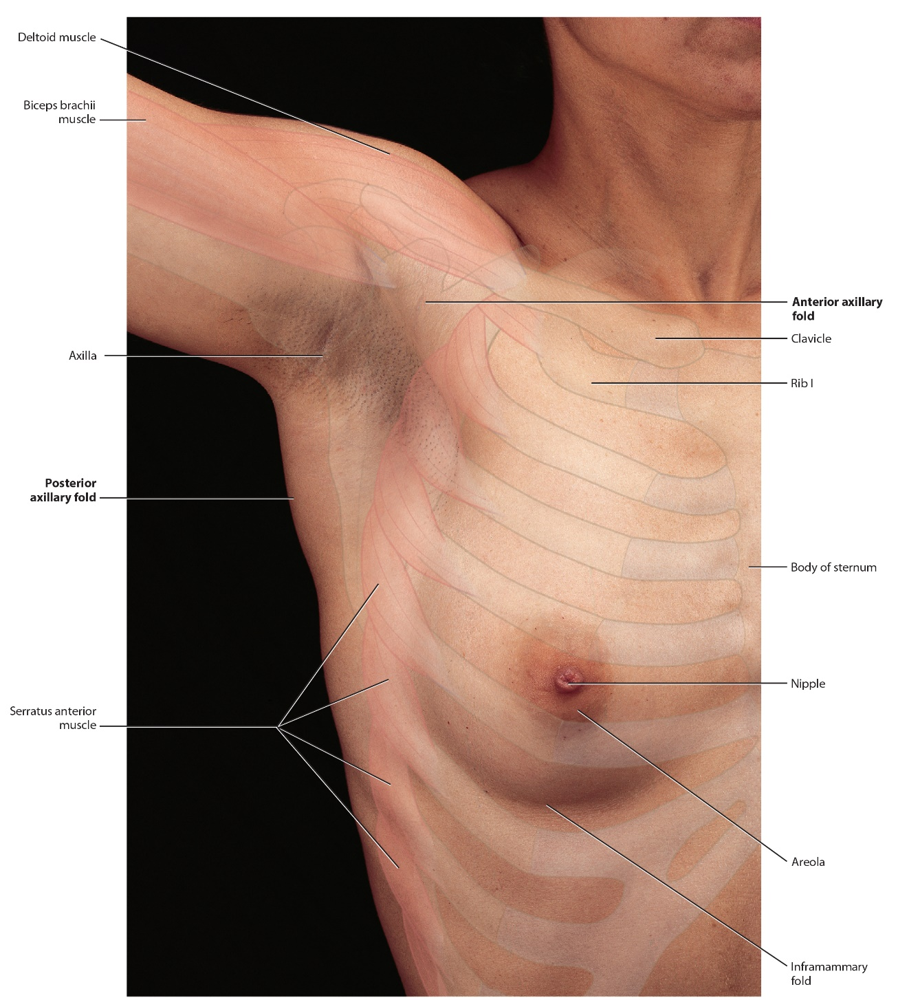 Deltoid muscle
Biceps brachii
muscle
Anterior axillary
fold
Clavicle
Axilla
Rib I
Posterior
axillary fold
Body of sternum
Nipple
Serratus anterior
muscle
Areola
Inframammary
fold